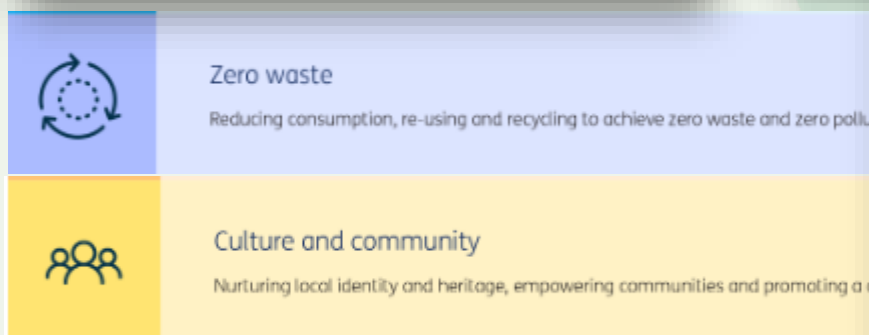 Zero waste
Reducing consumption, re-using and recycling to achieve zero waste and zero
Culture and community
Nurturing local identity and heritage, empowering communities and promoting a